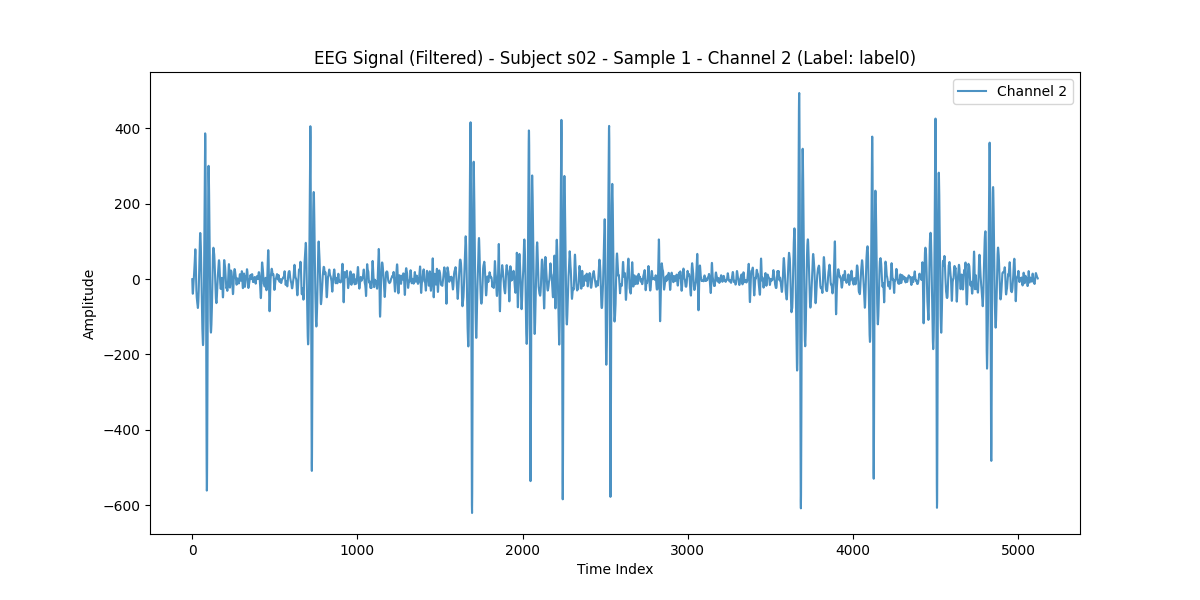 EEG Signal (Filtered) - Subject s02 - Sample 1 - Channel 2 (Label: label0)
Channel 2
400
200
0
−200
−400
−600
Amplitude
0 1000 2000 3000 4000 5000
Time Index